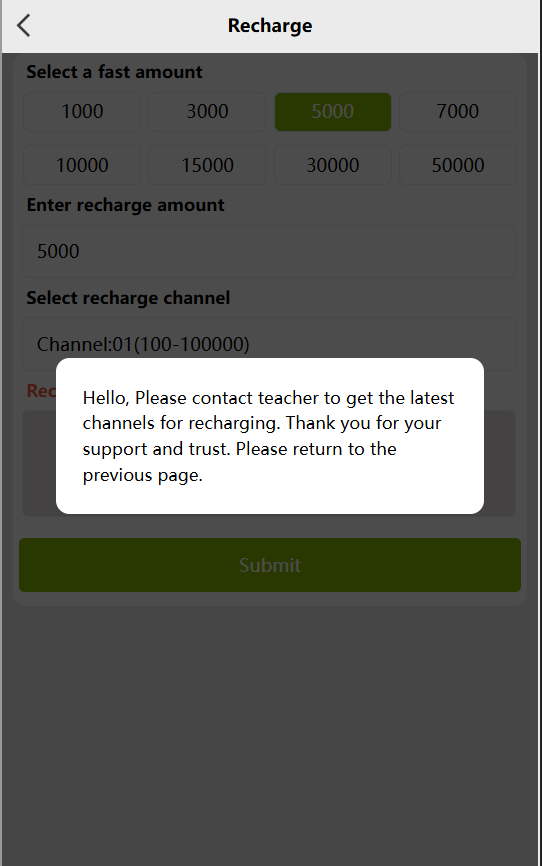 Recharge
Select a fast amount
1000 3000 5000 7000
10000 15000 30000 50000
Enter recharge amount
5000
Select recharge channel
Channel:01(100-100000)
Hello, Please contact teacher to get the latest
channels for recharging. Thank you for your
support and trust. Please return to the
previous page.
Submit